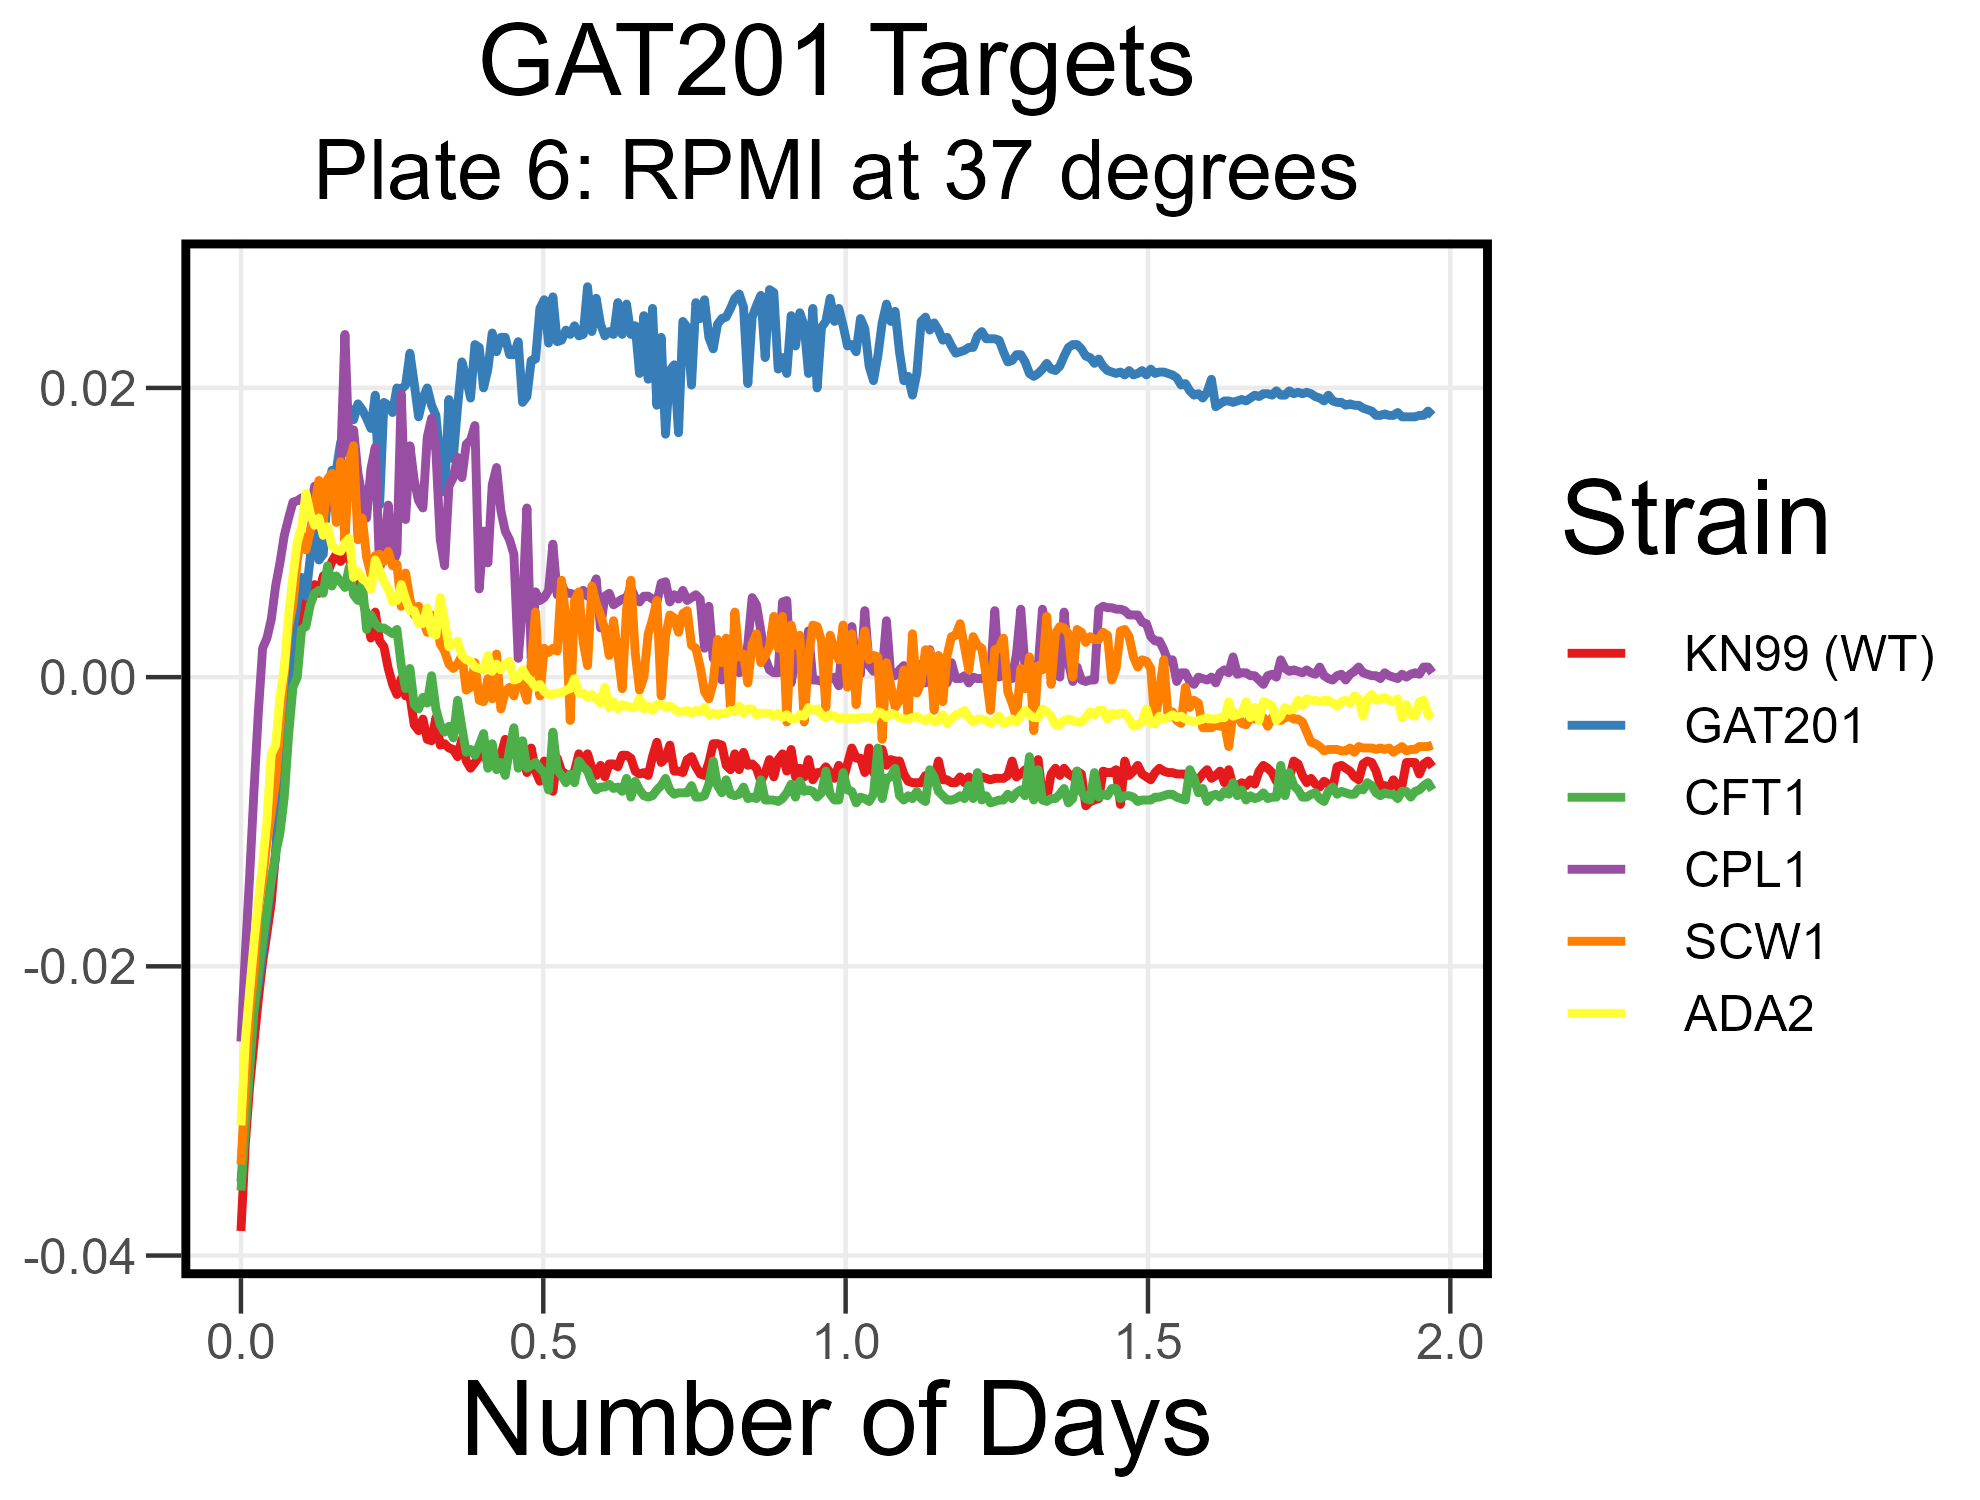 GAT201 Targets
Plate 6: RPMI at 37 degrees
0.02
0.00
-0.02
-0.04
0.0 0.5 1.0 1.5 2.0
Number of Days
Strain
KN99 (WT)
GAT201
CFT1
CPL1
SCW1
ADA2